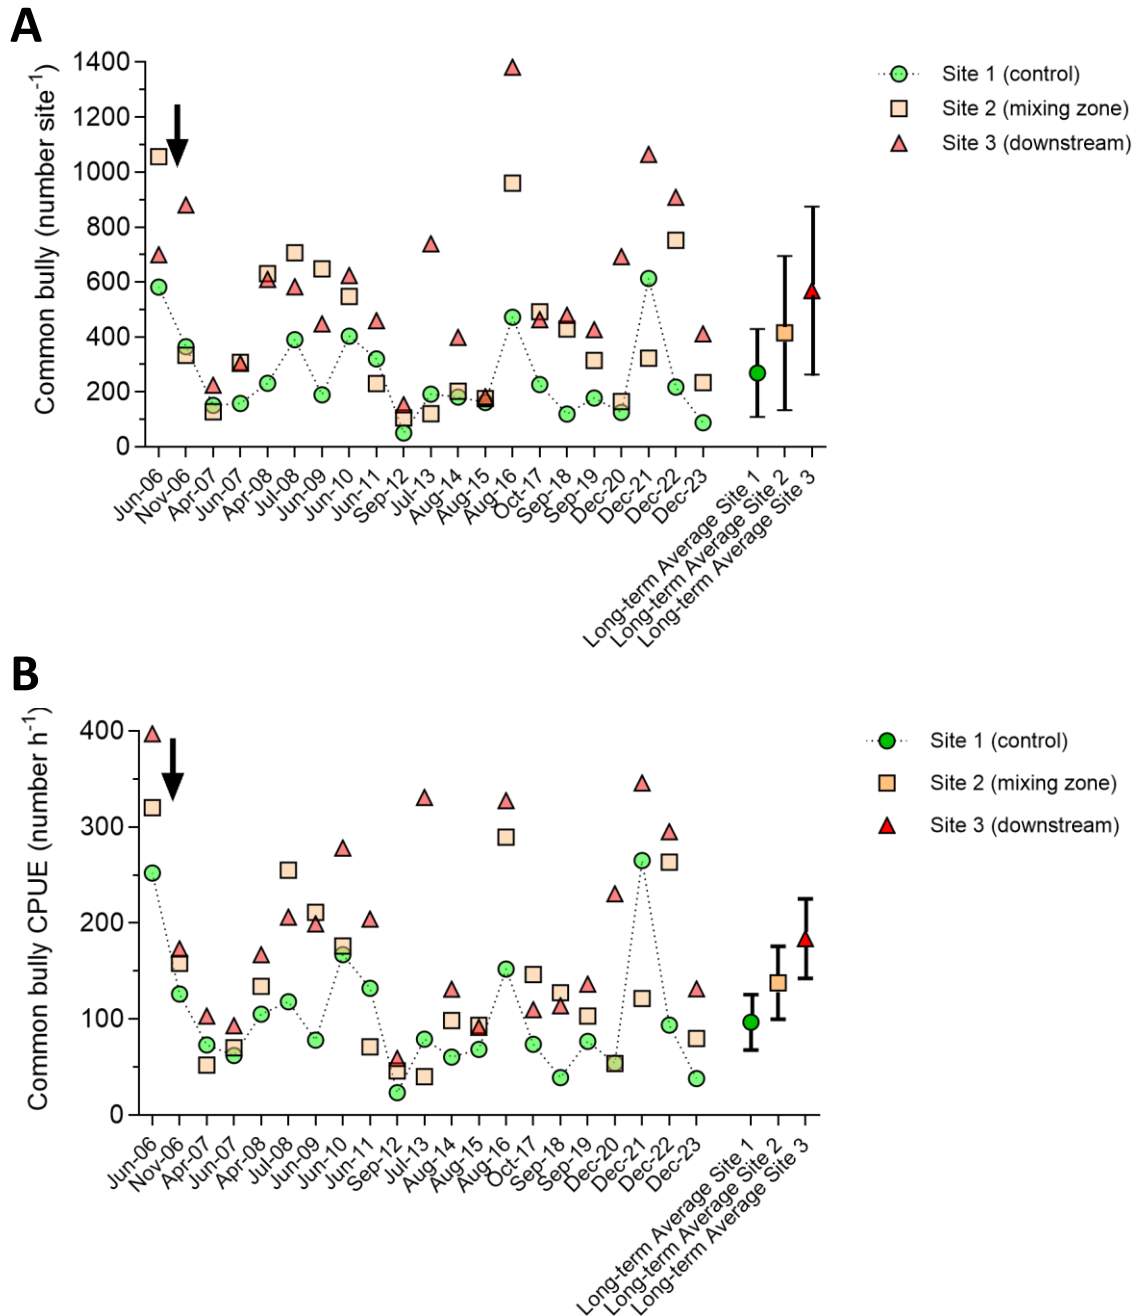 A
Common bully (number site-1)
1400
1200
1000
800
600
400
200
0
Jun-06
Nov-06
Apr-07
Jun-07
Apr-08
Jul-08
Jun-09
Jun-10
Jun-11
Sep-12
Jul-13
Aug-14
Aug-15
Aug-16
Oct-17
Sep-18
Sep-19
Dec-20
Dec-21
Dec-22
Dec-23
Long-term Average Site 1
Long-term Average Site 2
Long-term Average Site 3
Site 1 (control)
Site 2 (mixing zone)
Site 3 (downstream)
B
Common bully CPUE (number h-1)
400
300
200
100
0
Jun-06
Nov-06
Apr-07
Jun-07
Apr-08
Jul-08
Jun-09
Jun-10
Jun-11
Sep-12
Jul-13
Aug-14
Aug-15
Aug-16
Oct-17
Sep-18
Sep-19
Dec-20
Dec-21
Dec-22
Dec-23
Long-term Average Site 1
Long-term Average Site 2
Long-term Average Site 3
Site 1 (control)
Site 2 (mixing zone)
Site 3 (downstream)